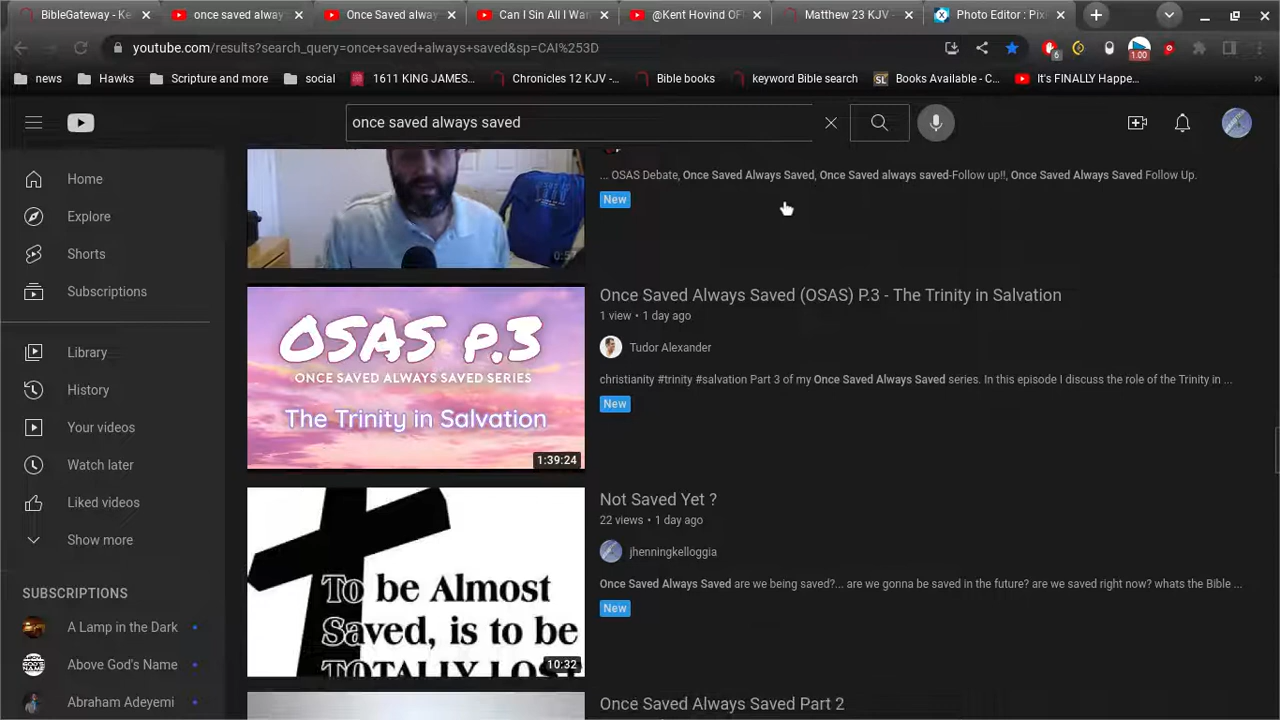 BibleGateway - Ke
once saved alway
Once Saved alway
Can I Sin All I Wan
@Kent Hovind OF
Matthew 23 KJV -
Photo Editor : Pix
youtube.com/results?search_query=once+saved+always+saved&sp=CAI%253D
6
1.00
news
Hawks
Scripture and more
social
1611 KING JAMES...
Chronicles 12 KJV -...
Bible books
keyword Bible search
SL
Books Available - C...
It's FINALLY Happe...
»
once saved always saved
Home
Explore
Shorts
Subscriptions
Library
History
Your videos
Watch later
Liked videos
Show more
SUBSCRIPTIONS
A Lamp in the Dark
Above God's Name
Abraham Adeyemi
... OSAS Debate, Once Saved Always Saved, Once Saved always saved-Follow up!!, Once Saved Always Saved Follow Up.
New
OSAS p.3
ONCE SAVED ALWAYS SAVED SERIES
The Trinity in Salvation
1:39:24
Once Saved Always Saved (OSAS) P.3 - The Trinity in Salvation
1 view • 1 day ago
Tudor Alexander
christianity #trinity #salvation Part 3 of my Once Saved Always Saved series. In this episode I discuss the role of the Trinity in ...
New
To be Almost
Saved, is to be
TOTALLY LOST
10:32
Not Saved Yet ?
22 views • 1 day ago
jhenningkelloggia
Once Saved Always Saved are we being saved?... are we gonna be saved in the future? are we saved right now? whats the Bible ...
New
Once Saved Always Saved Part 2